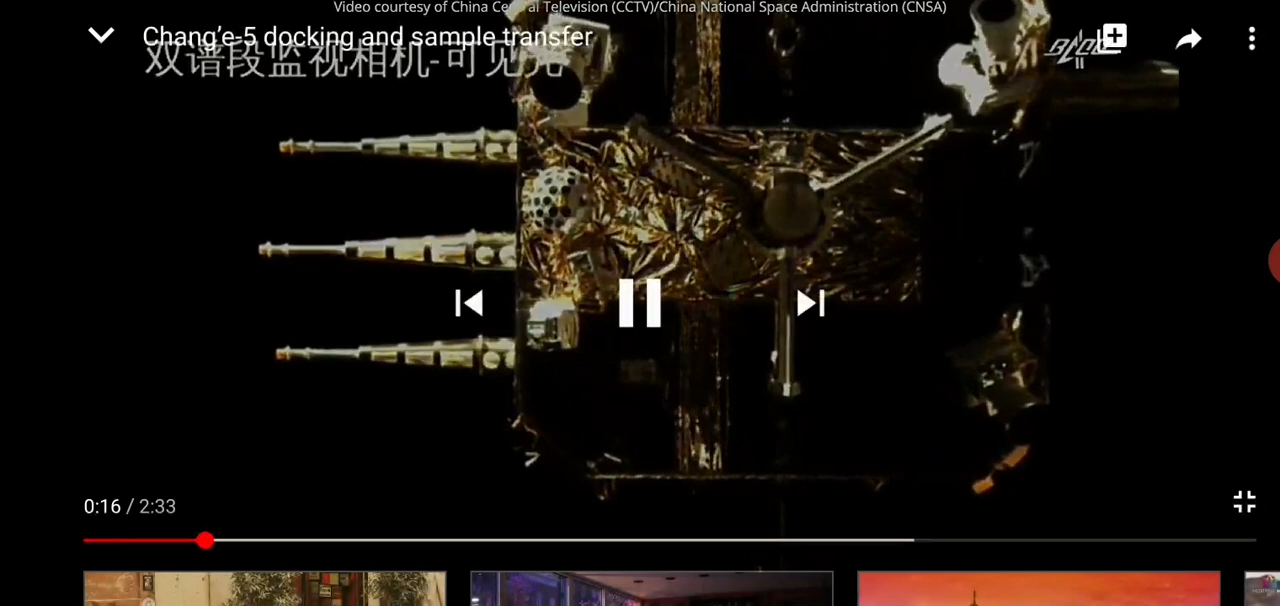 Video courtesy of China Central Television (CCTV)/China National Space Administration (CNSA)
Chang'e-5 docking and sample transfer
双谱段监视相机-可见光
0:16 / 2:33